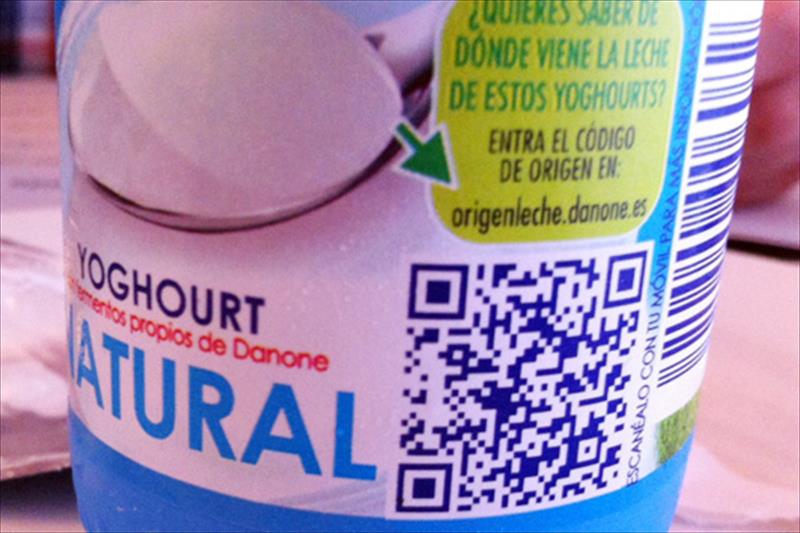 ¿QUIERES SABER DE
DÓNDE VIENE LA LECHE
DE ESTOS YOGHOURTS?
ENTRA EL CÓDIGO
DE ORIGEN EN:
origenleche.danone.es
YOGHOURT
fermentos propios de Danone
NATURAL
ESCANÉALO CON TU MÓVIL PARA MÁS INFORMACIÓ